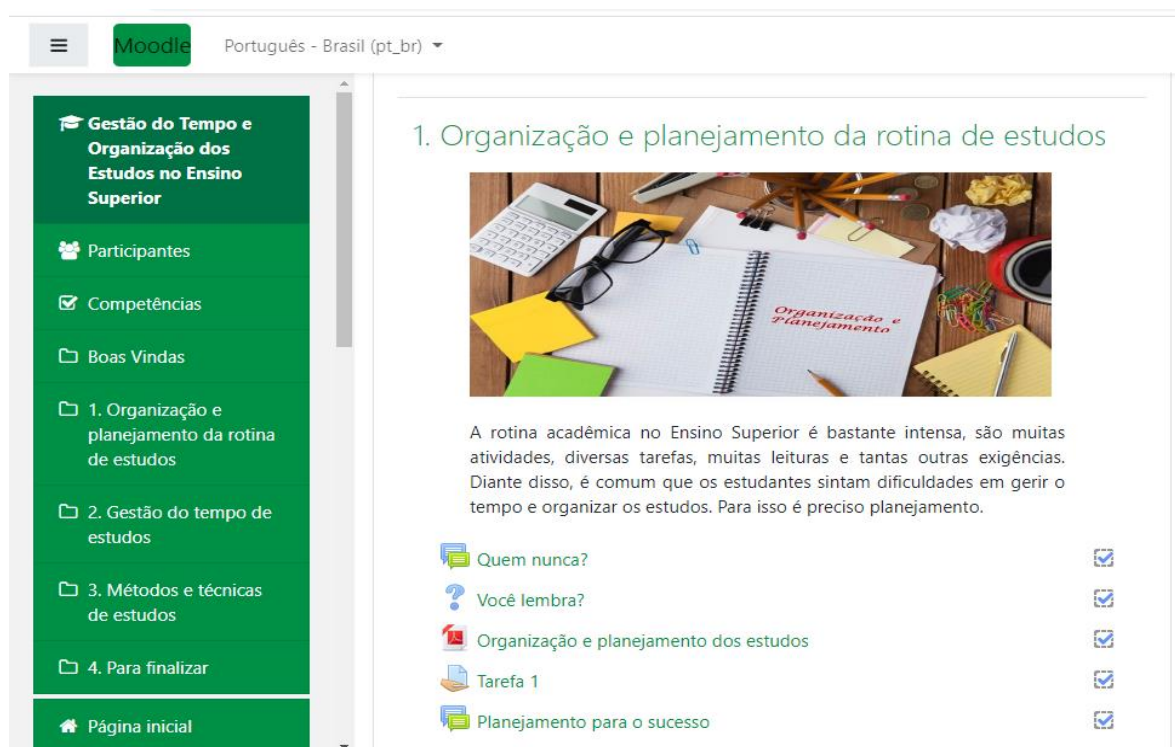 Moodle Português - Brasil (pt_br)
Gestão do Tempo e
Organização dos
Estudos no Ensino
Superior
Participantes
Competências
Boas Vindas
1. Organização e
planejamento da rotina
de estudos
2. Gestão do tempo de
estudos
3. Métodos e técnicas
de estudos
4. Para finalizar
Página inicial
1. Organização e planejamento da rotina de estudos
Organização e
Planejamento
A rotina acadêmica no Ensino Superior é bastante intensa, são muitas
atividades, diversas tarefas, muitas leituras e tantas outras exigências.
Diante disso, é comum que os estudantes sintam dificuldades em gerir o
tempo e organizar os estudos. Para isso é preciso planejamento.
Quem nunca?
Você lembra?
Organização e planejamento dos estudos
Tarefa 1
Planejamento para o sucesso